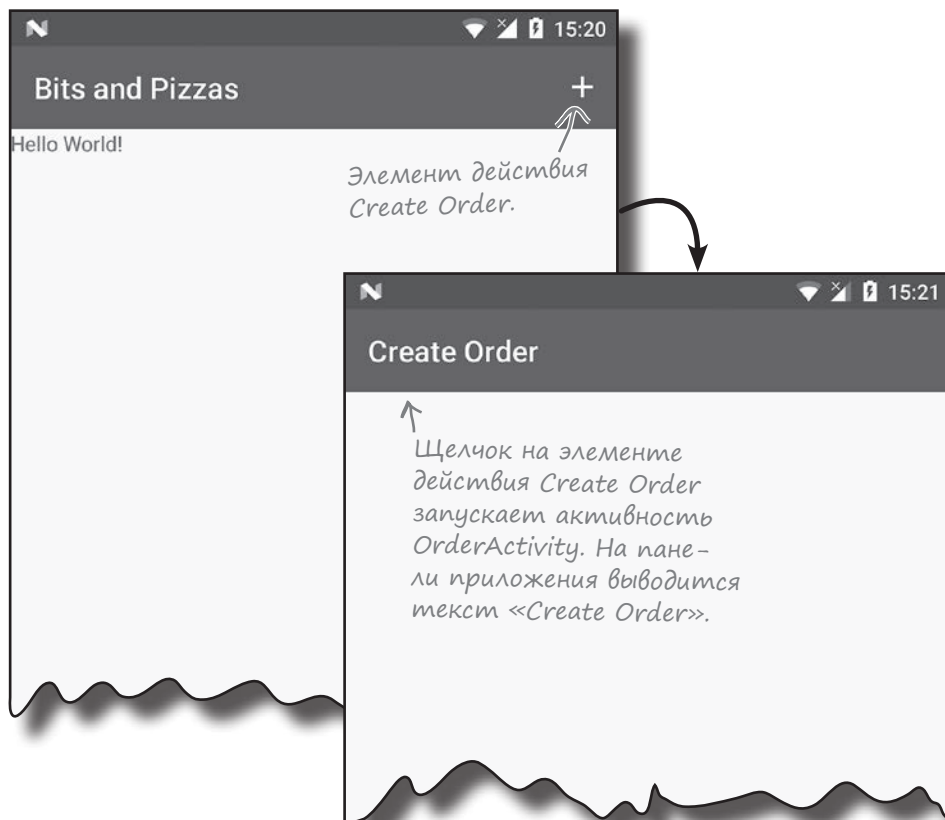 15:20
Bits and Pizzas
+
Hello World!
Элемент действия
Create Order.
15:21
Create Order
Щелчок на элементе
действия Create Order
запускает активность
OrderActivity. На пане-
ли приложения выводится
текст «Create Order».